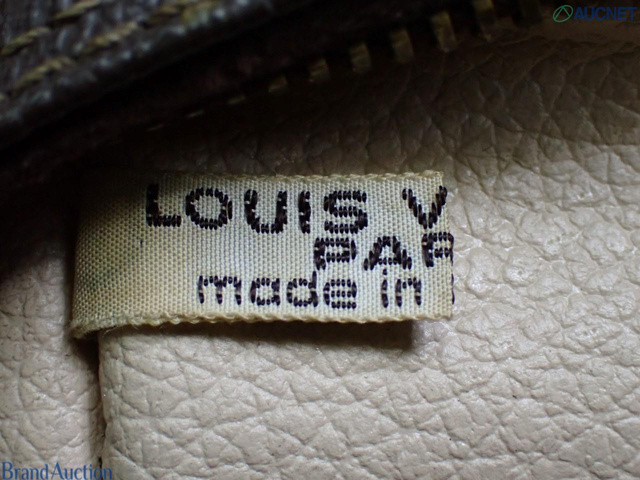 AUCNET
LOUIS V
PAR
made in
BrandAuction